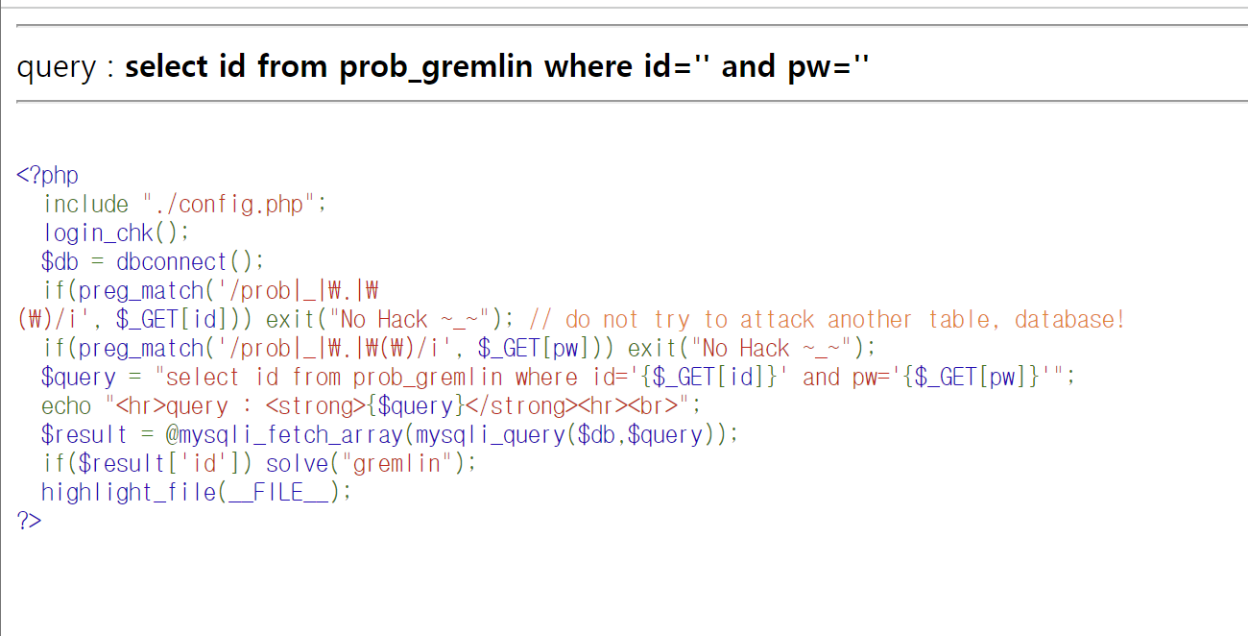 query : select id from prob_gremlin where id='' and pw=''
<?php
include "./config.php";
login_chk();
$db = dbconnect();
if(preg_match('/prob|_|₩.|₩
(₩)/i', $_GET[id])) exit("No Hack ~_~"); // do not try to attack another table, database!
if(preg_match('/prob|_|₩.|₩(₩)/i', $_GET[pw])) exit("No Hack ~_~");
$query = "select id from prob_gremlin where id='{$_GET[id]}' and pw='{$_GET[pw]}'";
echo "<hr>query : <strong>{$query}</strong><hr><br>";
$result = @mysqli_fetch_array(mysqli_query($db,$query));
if($result['id']) solve("gremlin");
highlight_file(__FILE__);
?>